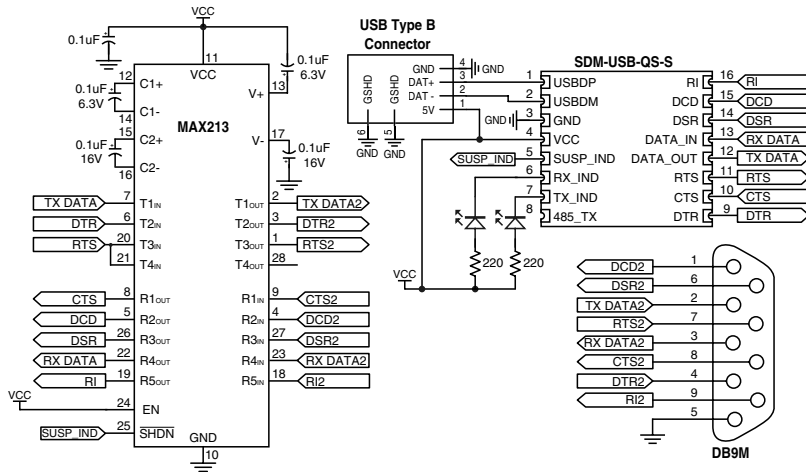 VCC
0.1uF
11
VCC
0.1uF
6.3V
12
C1+
13
V+
0.1uF
6.3V
C1-
14
MAX213
15
C2+
17
V-
0.1uF
16V
C2-
16
0.1uF
16V
TX DATA 7 T1IN T1OUT 2 TX DATA2
DTR 6 T2IN T2OUT 3 DTR2
RTS 20 T3IN T3OUT 1 RTS2
21 T4IN T4OUT 28
CTS 8 R1OUT R1IN 9 CTS2
DCD 5 R2OUT R2IN 4 DCD2
DSR 26 R3OUT R3IN 27 DSR2
RX DATA 22 R4OUT R4IN 23 RX DATA2
RI 19 R5OUT R5IN 18 RI2
VCC
24 EN
SUSP_IND 25 SHDN
GND
10
USB Type B
Connector
GND 4 GND
DAT+ 3
DAT - 2
5V 1
GSHD GSHD
6 5
GND GND
SDM-USB-QS-S
1 USBDP RI 16 RI
2 USBDM DCD 15 DCD
GND 3 GND DSR 14 DSR
4 VCC DATA_IN 13 RX DATA
SUSP_IND 5 SUSP_IND DATA_OUT 12 TX DATA
6 RX_IND RTS 11 RTS
7 TX_IND CTS 10 CTS
8 485_TX DTR 9 DTR
220 220
VCC
DCD2 1
DSR2 6
TX DATA2 2
RTS2 7
RX DATA2 3
CTS2 8
DTR2 4
RI2 9
5
DB9M